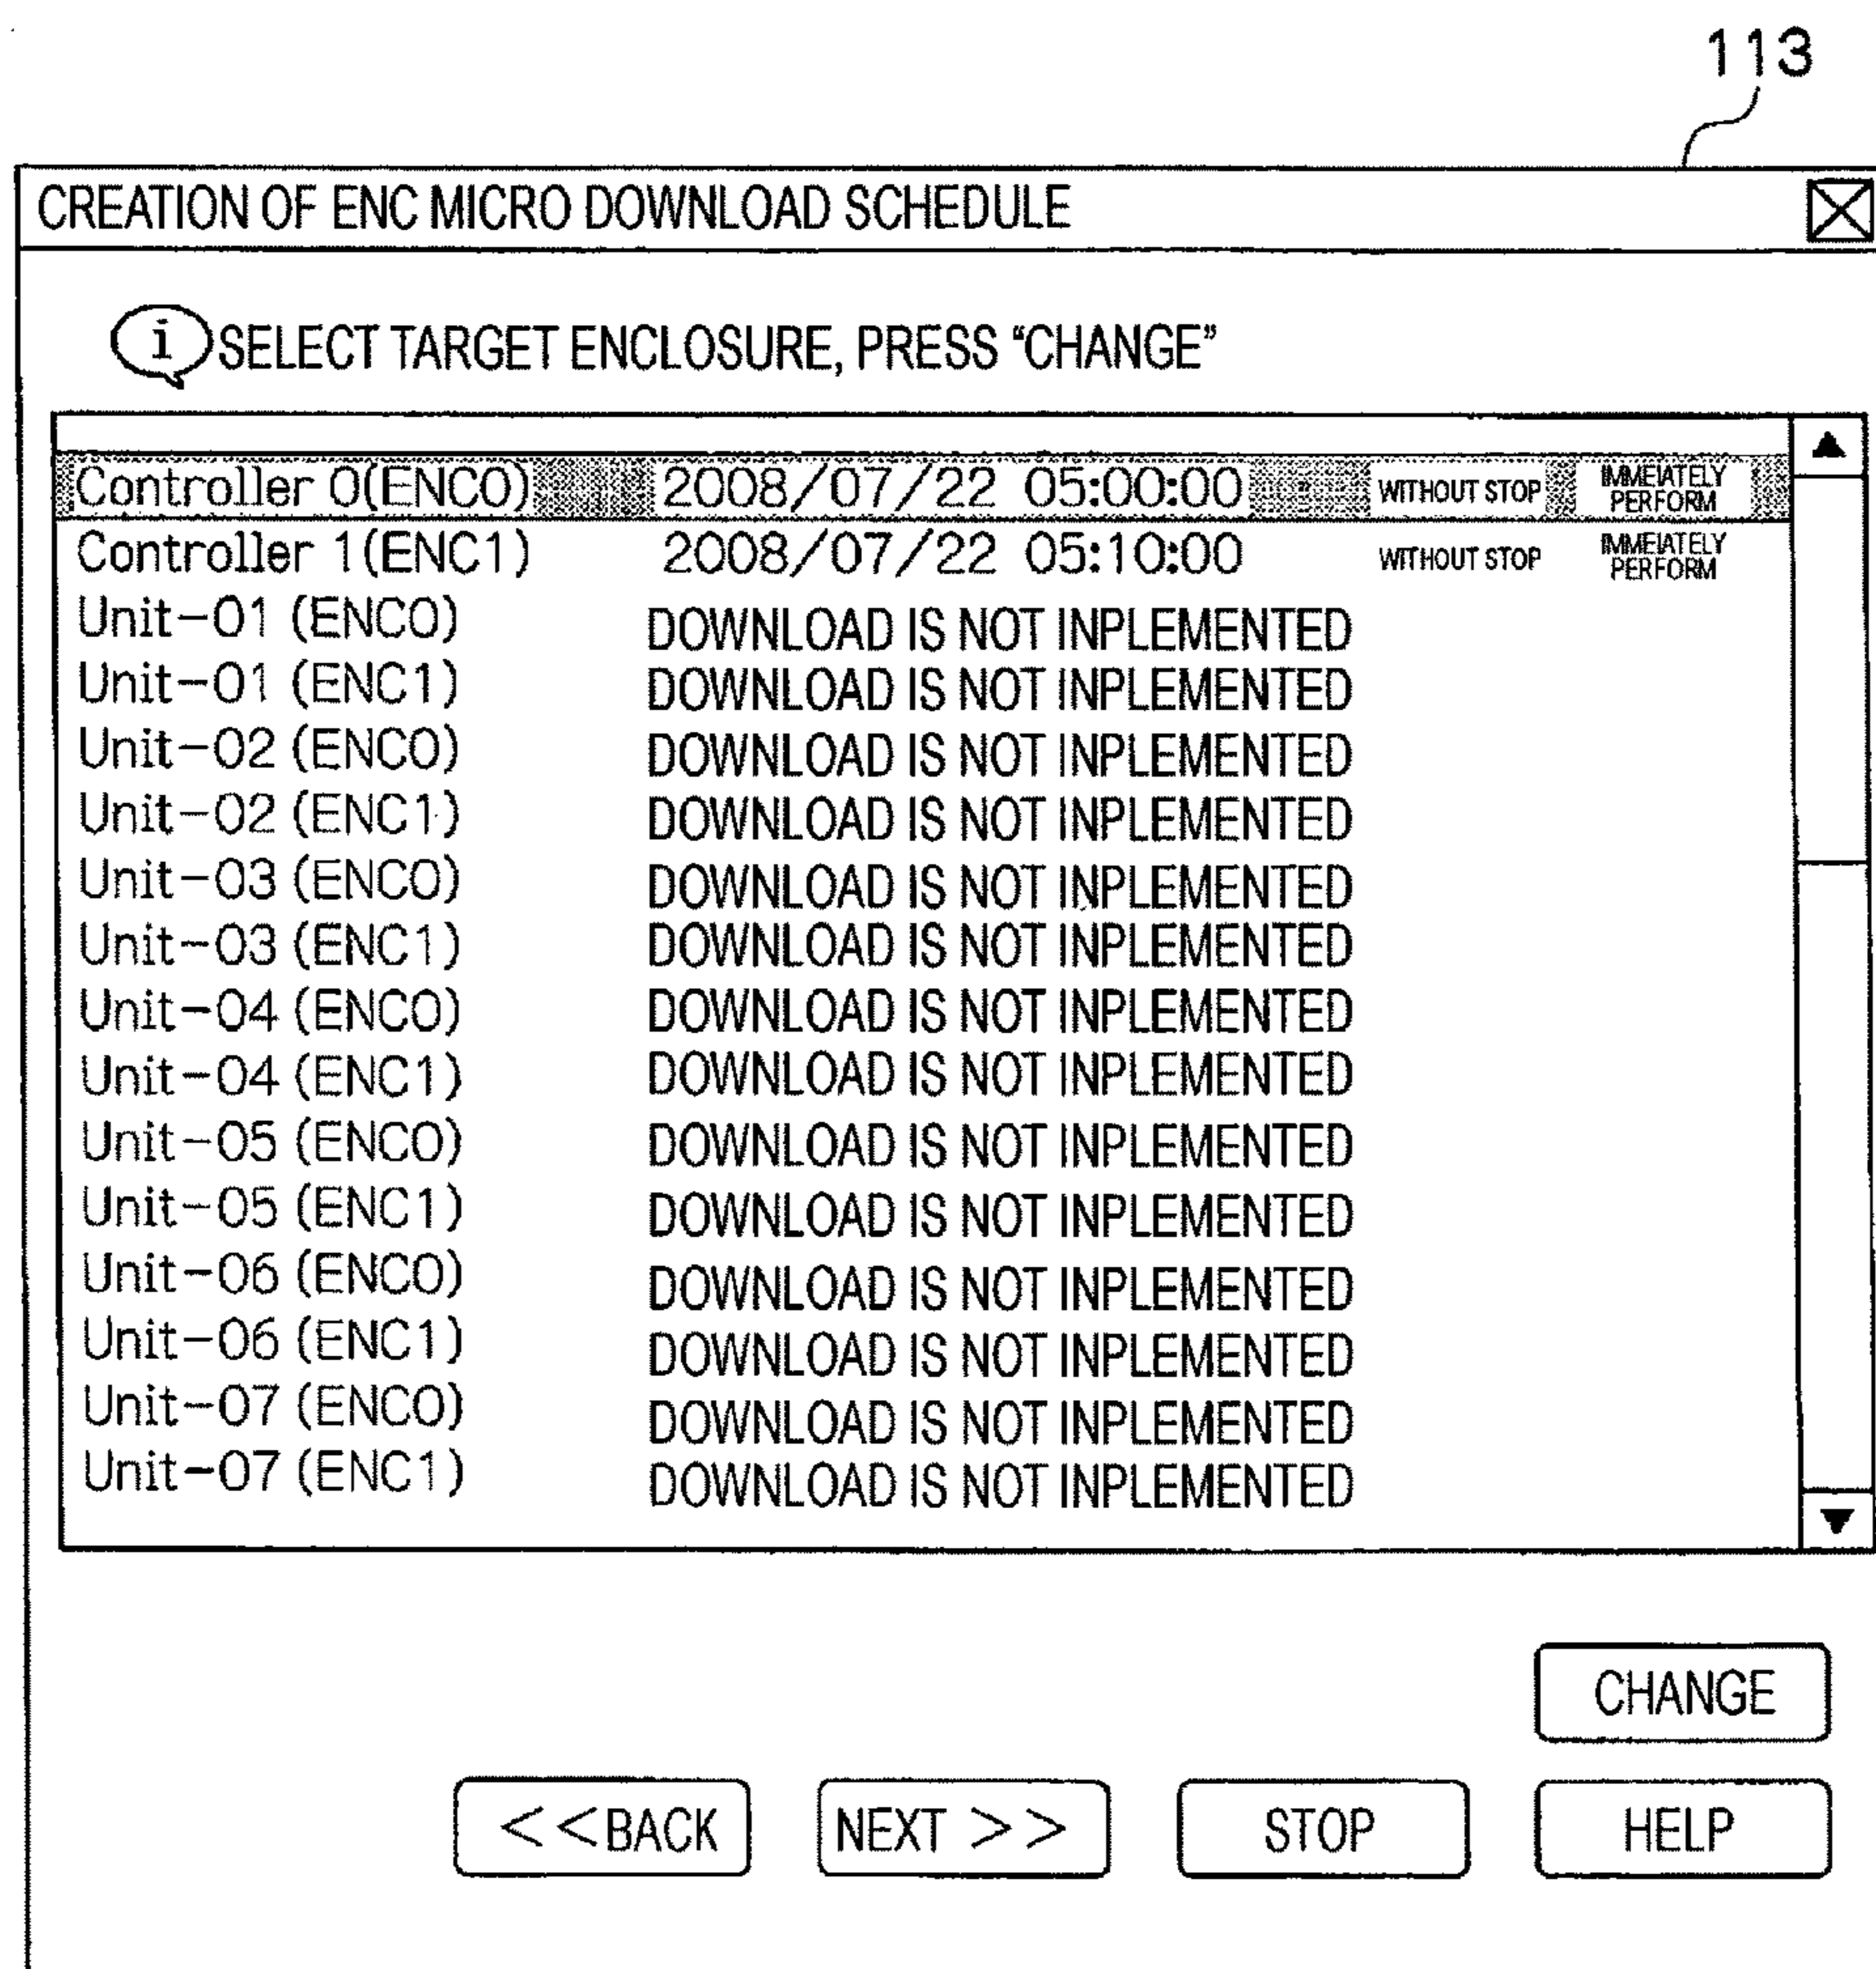 113
CREATION OF ENC MICRO DOWNLOAD SCHEDULE
i SELECT TARGET ENCLOSURE, PRESS “CHANGE”
Controller 0(ENC0) 2008/07/22 05:00:00 WITHOUT STOP IMMEIATELY PERFORM
Controller 1(ENC1) 2008/07/22 05:10:00 WITHOUT STOP IMMEIATELY PERFORM
Unit-01 (ENC0) DOWNLOAD IS NOT INPLEMENTED
Unit-01 (ENC1) DOWNLOAD IS NOT INPLEMENTED
Unit-02 (ENC0) DOWNLOAD IS NOT INPLEMENTED
Unit-02 (ENC1) DOWNLOAD IS NOT INPLEMENTED
Unit-03 (ENC0) DOWNLOAD IS NOT INPLEMENTED
Unit-03 (ENC1) DOWNLOAD IS NOT INPLEMENTED
Unit-04 (ENC0) DOWNLOAD IS NOT INPLEMENTED
Unit-04 (ENC1) DOWNLOAD IS NOT INPLEMENTED
Unit-05 (ENC0) DOWNLOAD IS NOT INPLEMENTED
Unit-05 (ENC1) DOWNLOAD IS NOT INPLEMENTED
Unit-06 (ENC0) DOWNLOAD IS NOT INPLEMENTED
Unit-06 (ENC1) DOWNLOAD IS NOT INPLEMENTED
Unit-07 (ENC0) DOWNLOAD IS NOT INPLEMENTED
Unit-07 (ENC1) DOWNLOAD IS NOT INPLEMENTED
CHANGE
<<BACK NEXT >> STOP HELP